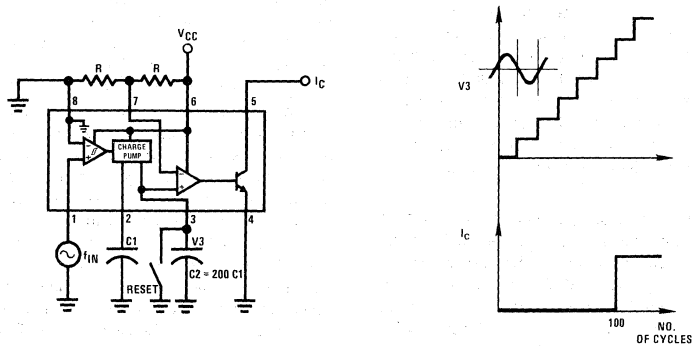 VCC
R R
IC
8 7 6 5
CHARGE
PUMP
- +
- +
1 2 3 4
fIN
C1
RESET
V3
C2 = 200 C1
V3
IC
100
NO.
OF CYCLES